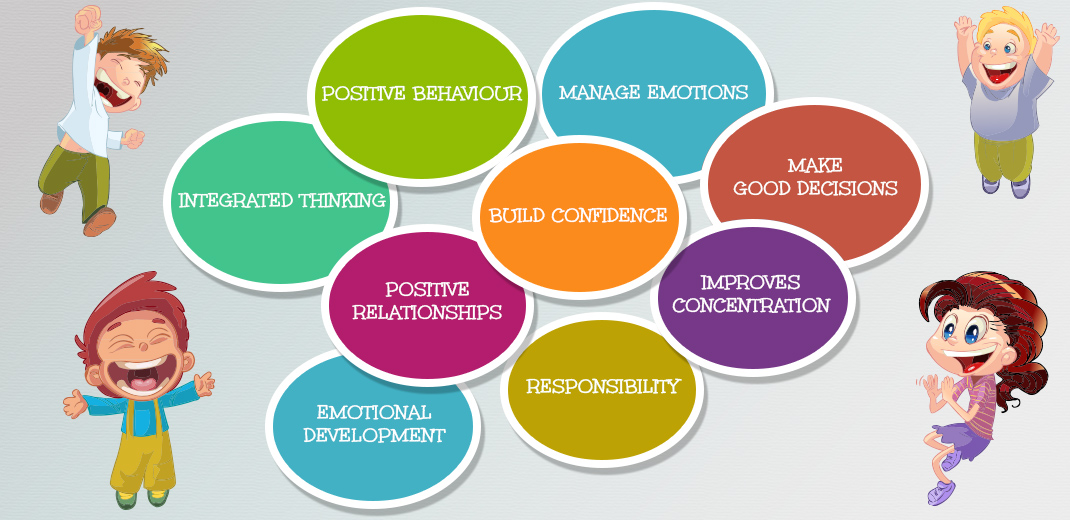 POSITIVE BEHAVIOUR
MANAGE EMOTIONS
MAKE
GOOD DECISIONS
INTEGRATED THINKING
BUILD CONFIDENCE
POSITIVE
RELATIONSHIPS
IMPROVES
CONCENTRATION
RESPONSIBILITY
EMOTIONAL
DEVELOPMENT